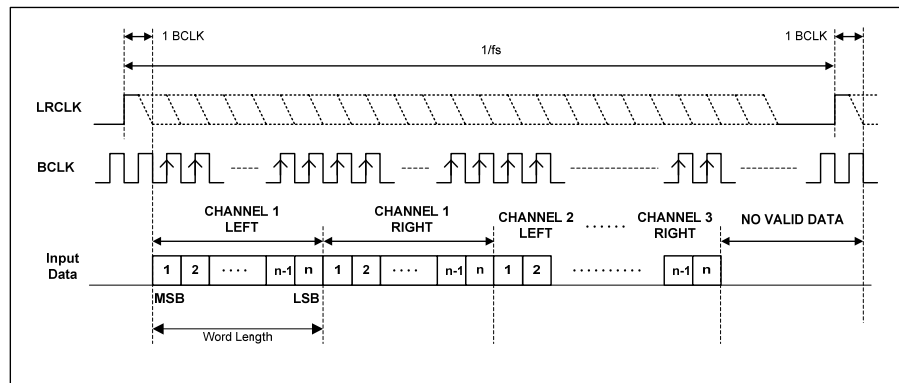 1 BCLK
1/fs
1 BCLK
LRCLK
BCLK
CHANNEL 1 LEFT
CHANNEL 1 RIGHT
CHANNEL 2 LEFT
......
CHANNEL 3 RIGHT
NO VALID DATA
Input Data
1 2 .... n-1 n 1 2 .... n-1 n 1 2 ......... n-1 n
MSB
LSB
Word Length